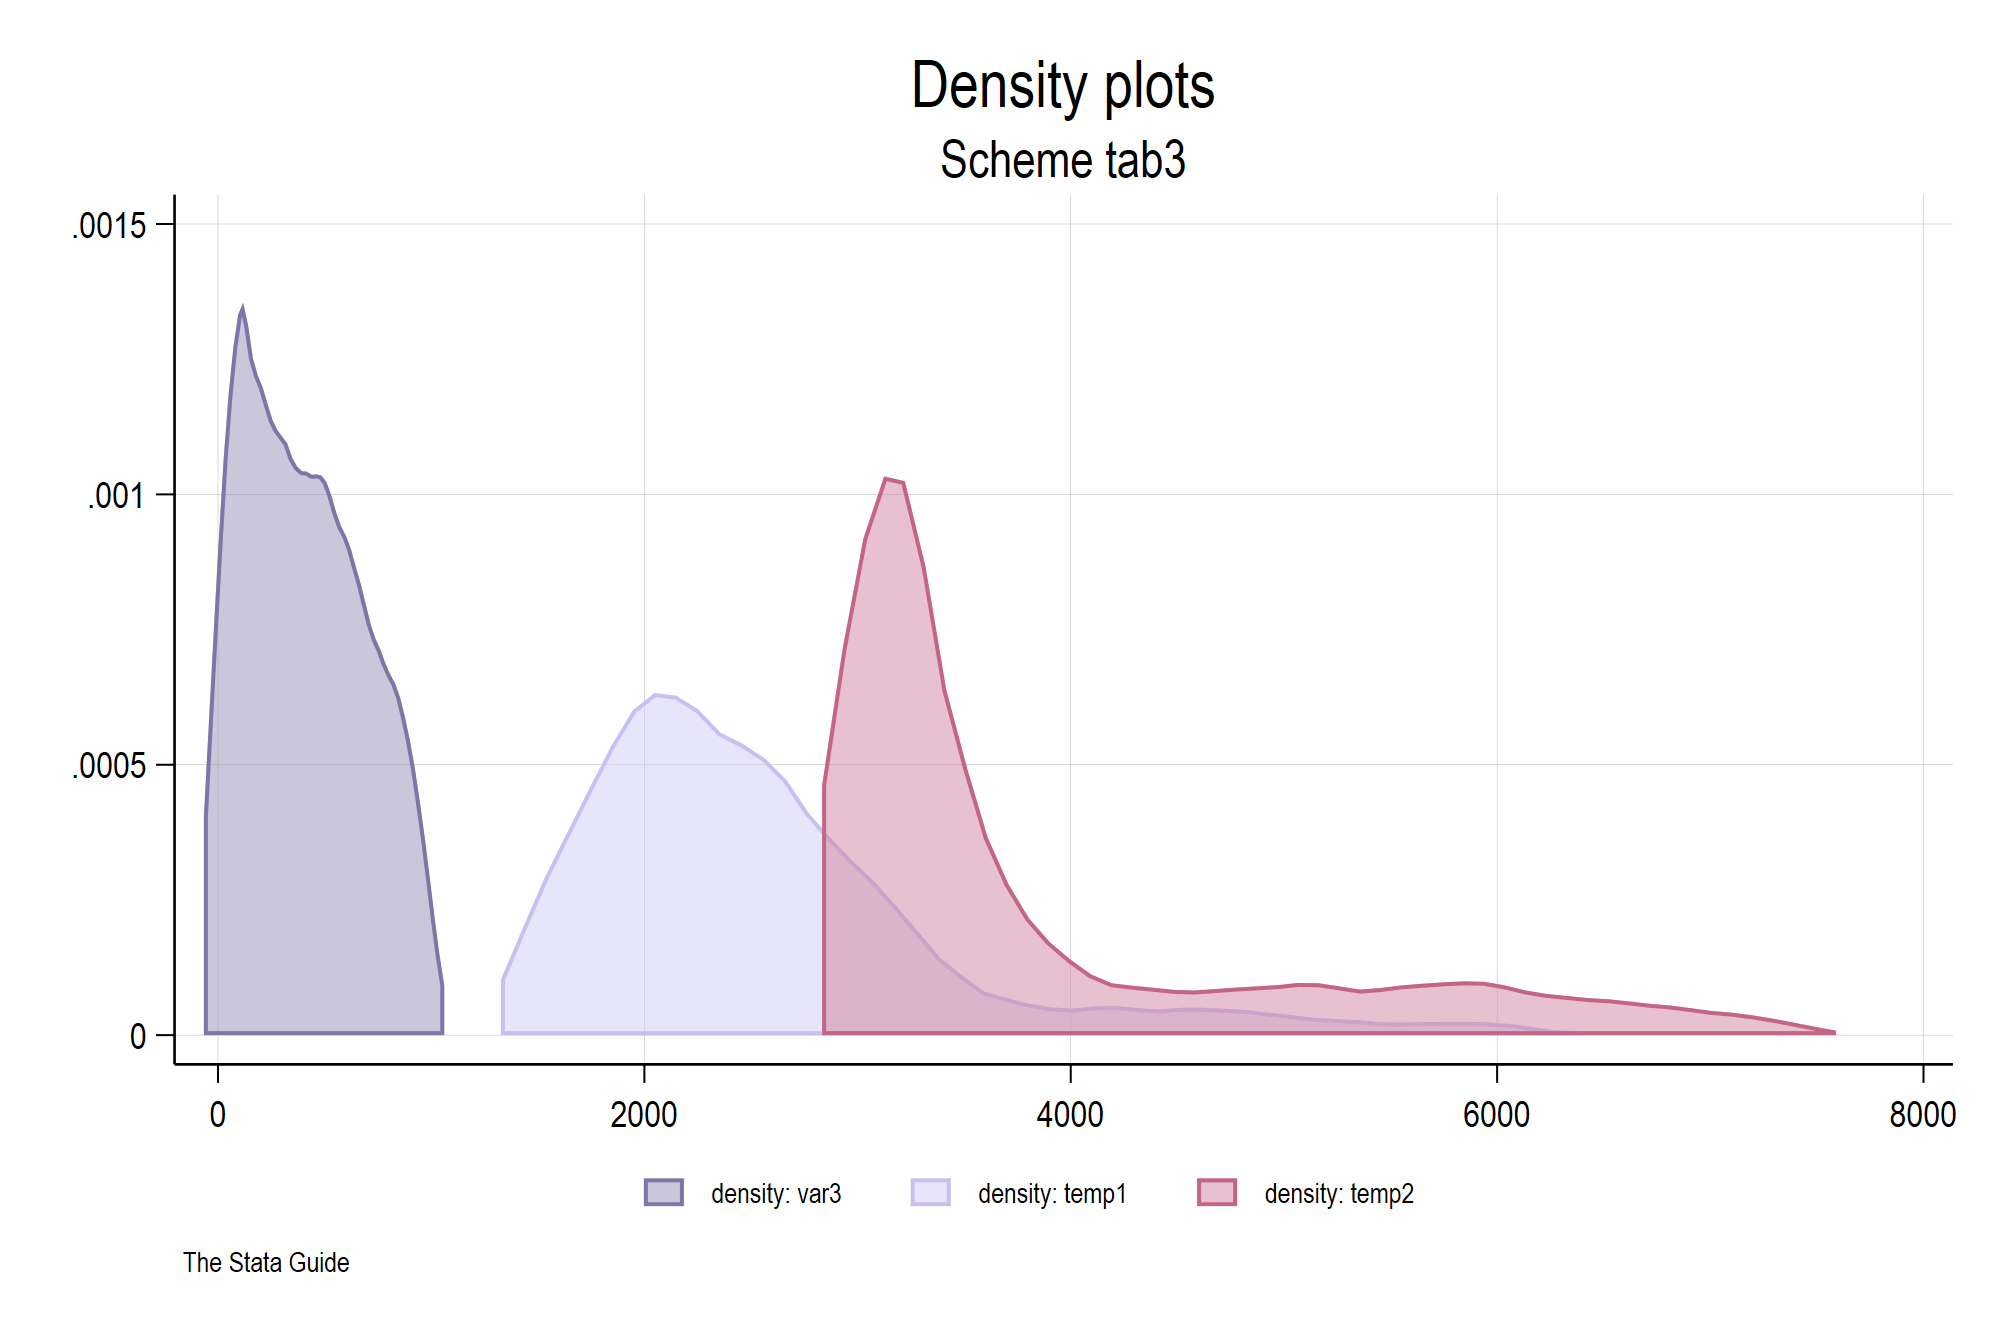 Density plots
Scheme tab3
.0015
.001
.0005
0
0 2000 4000 6000 8000
density: var3 density: temp1 density: temp2
The Stata Guide